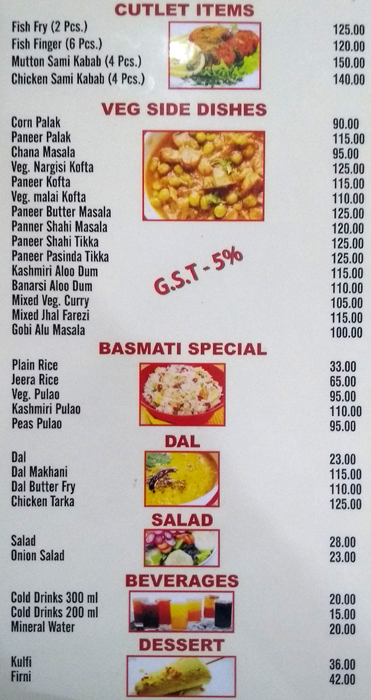 CUTLET ITEMS
Fish Fry (2 Pcs.) 125.00
Fish Finger (6 Pcs.) 120.00
Mutton Sami Kabab (4 Pcs.) 150.00
Chicken Sami Kabab (4 Pcs.) 140.00
VEG SIDE DISHES
Corn Palak 90.00
Paneer Palak 115.00
Chana Masala 95.00
Veg. Nargisi Kofta 125.00
Paneer Kofta 115.00
Veg. malai Kofta 110.00
Paneer Butter Masala 125.00
Panner Shahi Masala 120.00
Paneer Shahi Tikka 125.00
Paneer Pasinda Tikka 125.00
Kashmiri Aloo Dum 115.00
Banarsi Aloo Dum 110.00
Mixed Veg. Curry 105.00
Mixed Jhal Farezi 115.00
Gobi Alu Masala 100.00
G.S.T - 5%
BASMATI SPECIAL
Plain Rice 33.00
Jeera Rice 65.00
Veg. Pulao 95.00
Kashmiri Pulao 110.00
Peas Pulao 95.00
DAL
Dal 23.00
Dal Makhani 115.00
Dal Butter Fry 110.00
Chicken Tarka 125.00
SALAD
Salad 28.00
Onion Salad 23.00
BEVERAGES
Cold Drinks 300 ml 20.00
Cold Drinks 200 ml 15.00
Mineral Water 20.00
DESSERT
Kulfi 36.00
Firni 42.00